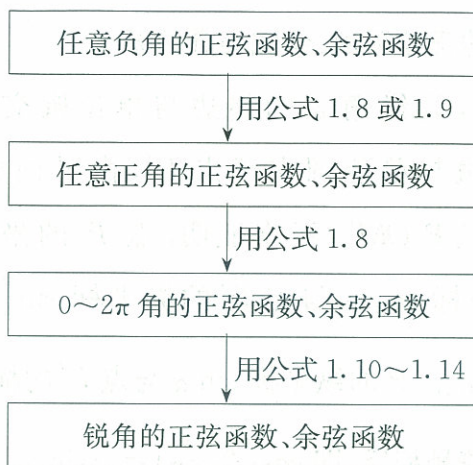 任意负角的正弦函数、余弦函数
用公式 1.8 或 1.9
任意正角的正弦函数、余弦函数
用公式 1.8
0～2π 角的正弦函数、余弦函数
用公式 1.10～1.14
锐角的正弦函数、余弦函数